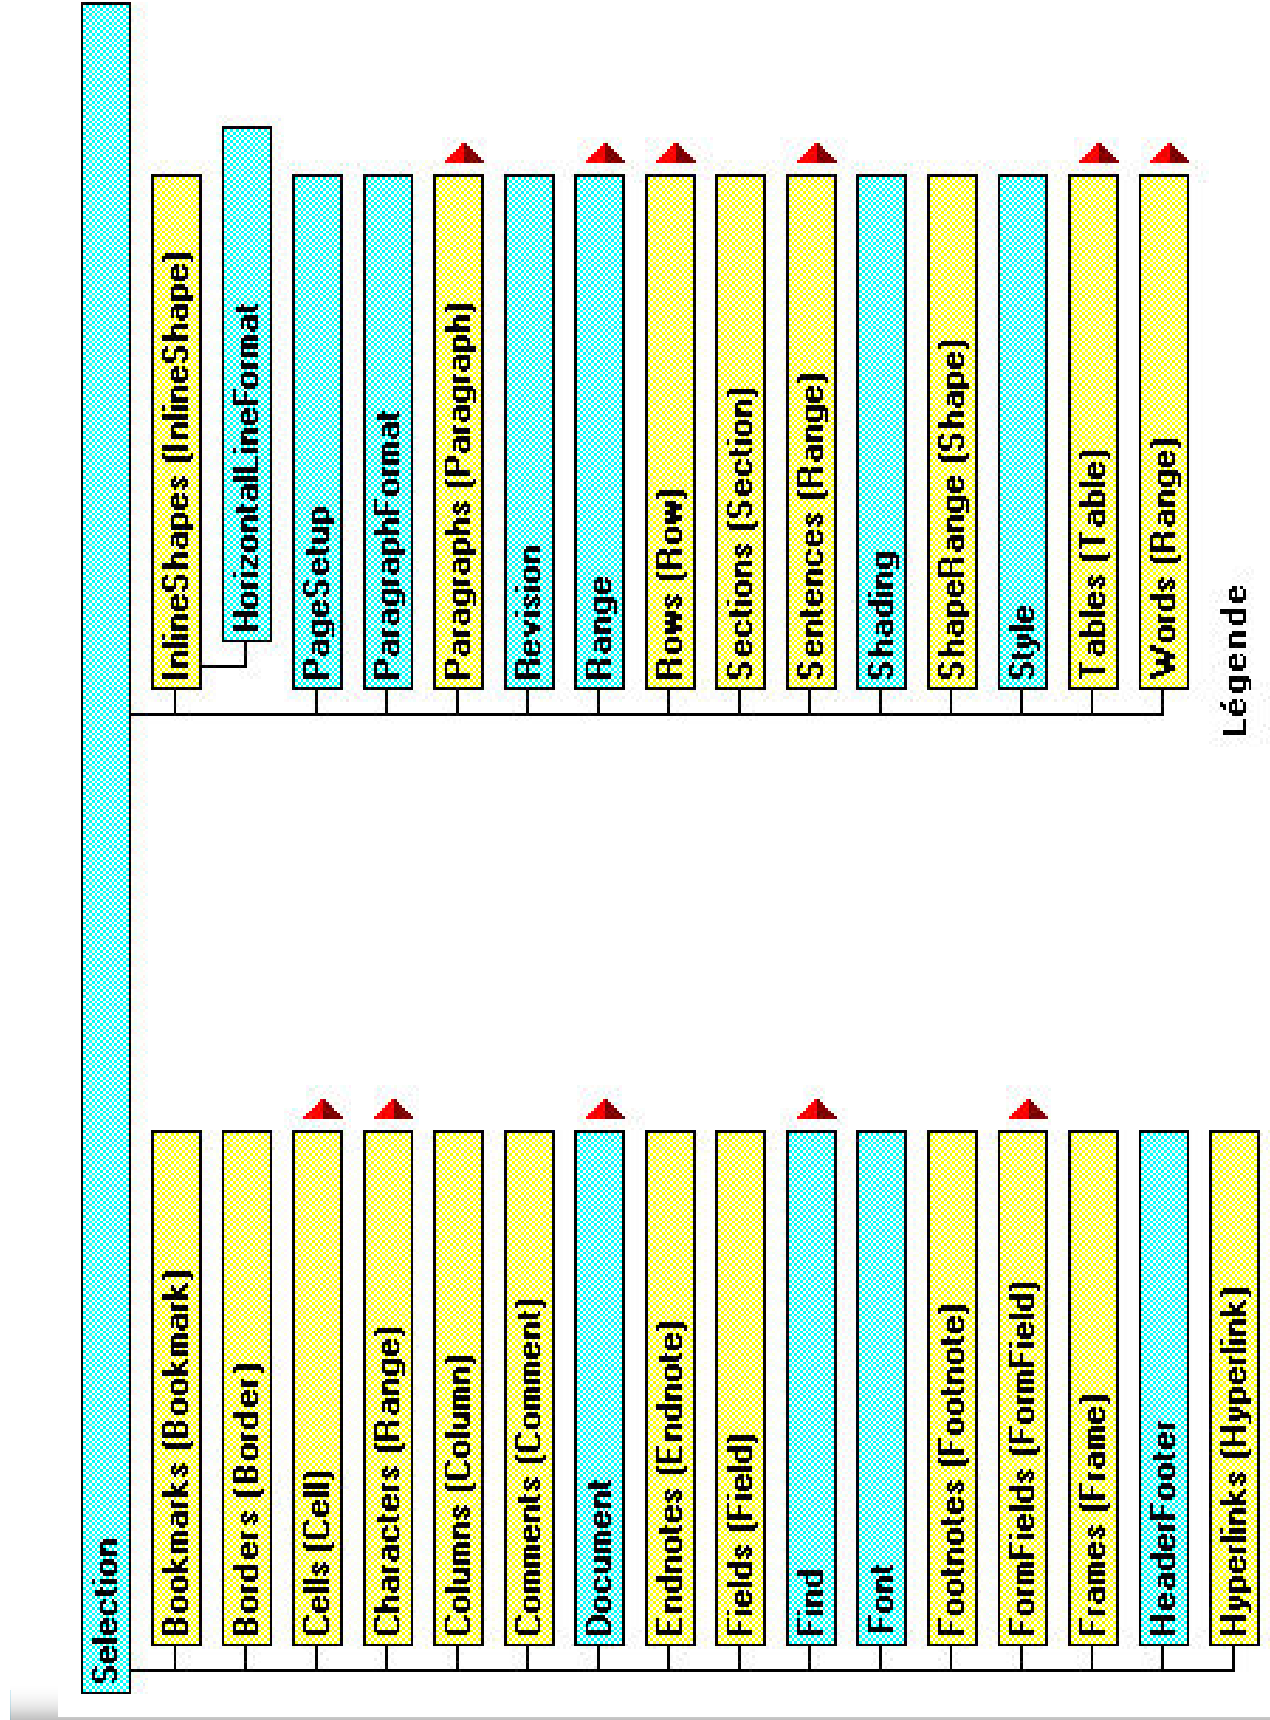 Selection
Bookmarks (Bookmark)
Borders (Border)
Cells (Cell)
Characters (Range)
Columns (Column)
Comments (Comment)
Document
Endnotes (Endnote)
Fields (Field)
Find
Font
Footnotes (Footnote)
FormFields (FormField)
Frames (Frame)
HeaderFooter
Hyperlinks (Hyperlink)
InlineShapes (InlineShape)
HorizontalLineFormat
PageSetup
ParagraphFormat
Paragraphs (Paragraph)
Revision
Range
Rows (Row)
Sections (Section)
Sentences (Range)
Shading
ShapeRange (Shape)
Style
Tables (Table)
Words (Range)
Légende